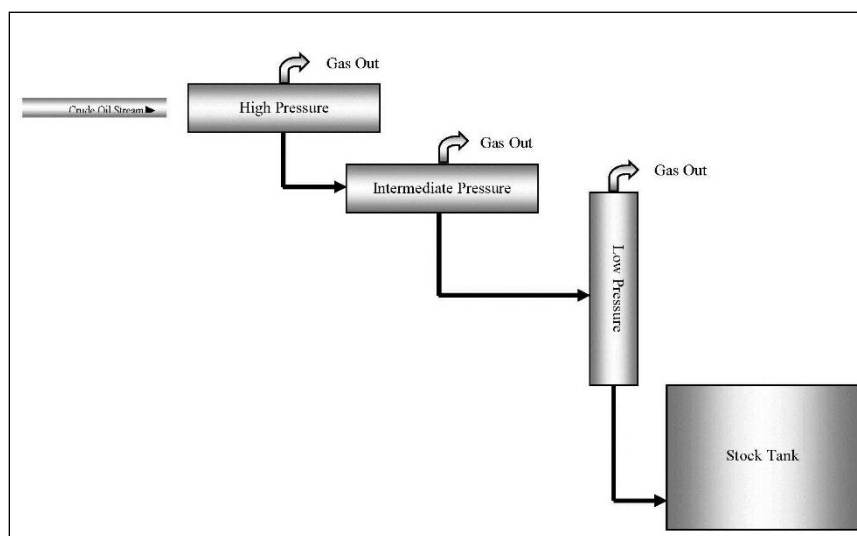 Gas Out
Crude Oil Stream
High Pressure
Gas Out
Intermediate Pressure
Gas Out
Low Pressure
Stock Tank